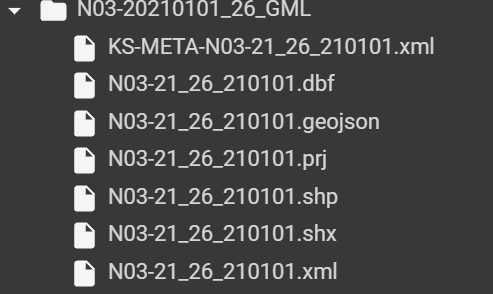 N03-20210101_26_GML
KS-META-N03-21_26_210101.xml
N03-21_26_210101.dbf
N03-21_26_210101.geojson
N03-21_26_210101.prj
N03-21_26_210101.shp
N03-21_26_210101.shx
N03-21_26_210101.xml